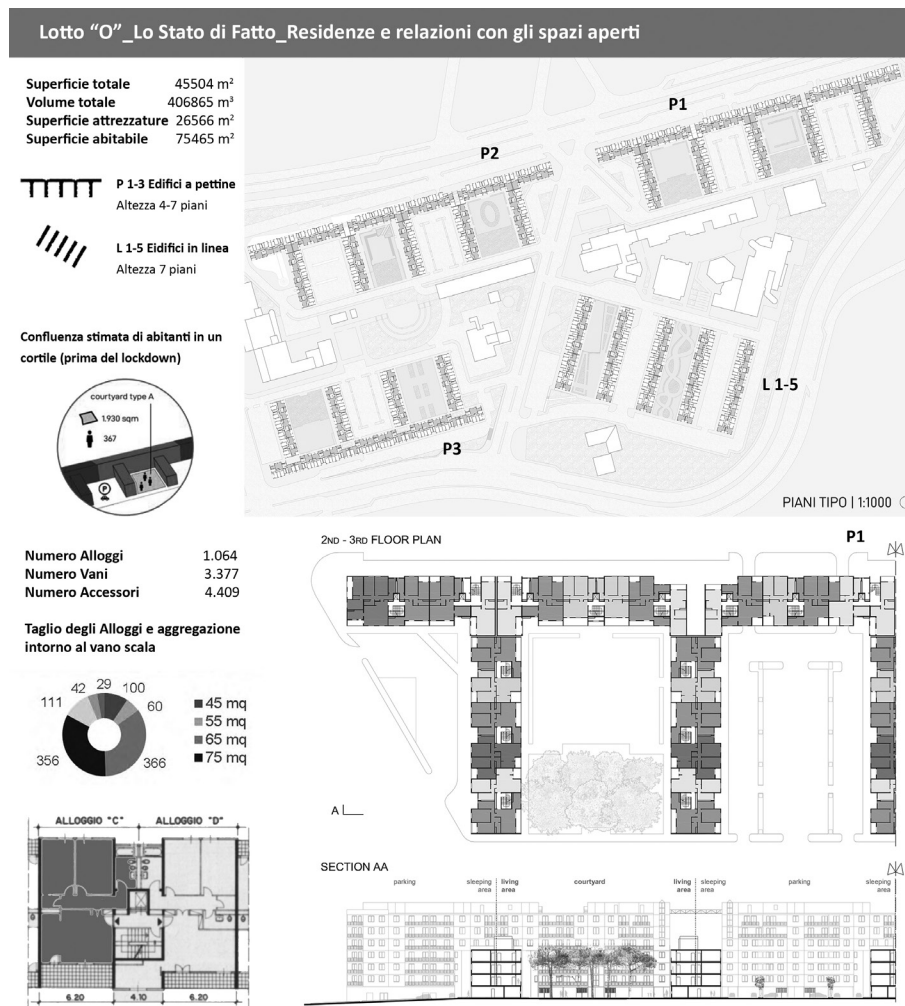 Lotto “O”_Lo Stato di Fatto_Residenze e relazioni con gli spazi aperti
Superficie totale 45504 m²
Volume totale 406865 m³
Superficie attrezzature 26566 m²
Superficie abitabile 75465 m²
P 1-3 Edifici a pettine
Altezza 4-7 piani
L 1-5 Eidifici in linea
Altezza 7 piani
Confluenza stimata di abitanti in un
cortile (prima del lockdown)
courtyard type A
1.930 sqm
367
P
P1
P2
L 1-5
P3
PIANI TIPO | 1:1000
Numero Alloggi 1.064
Numero Vani 3.377
Numero Accessori 4.409
Taglio degli Alloggi e aggregazione
intorno al vano scala
42 29 100
111 60
356 366
45 mq
55 mq
65 mq
75 mq
ALLOGGIO "C" ALLOGGIO "D"
6.20 4.10 6.20
2ND - 3RD FLOOR PLAN
P1
A
SECTION AA
parking sleeping area living area courtyard living area sleeping area parking sleeping area